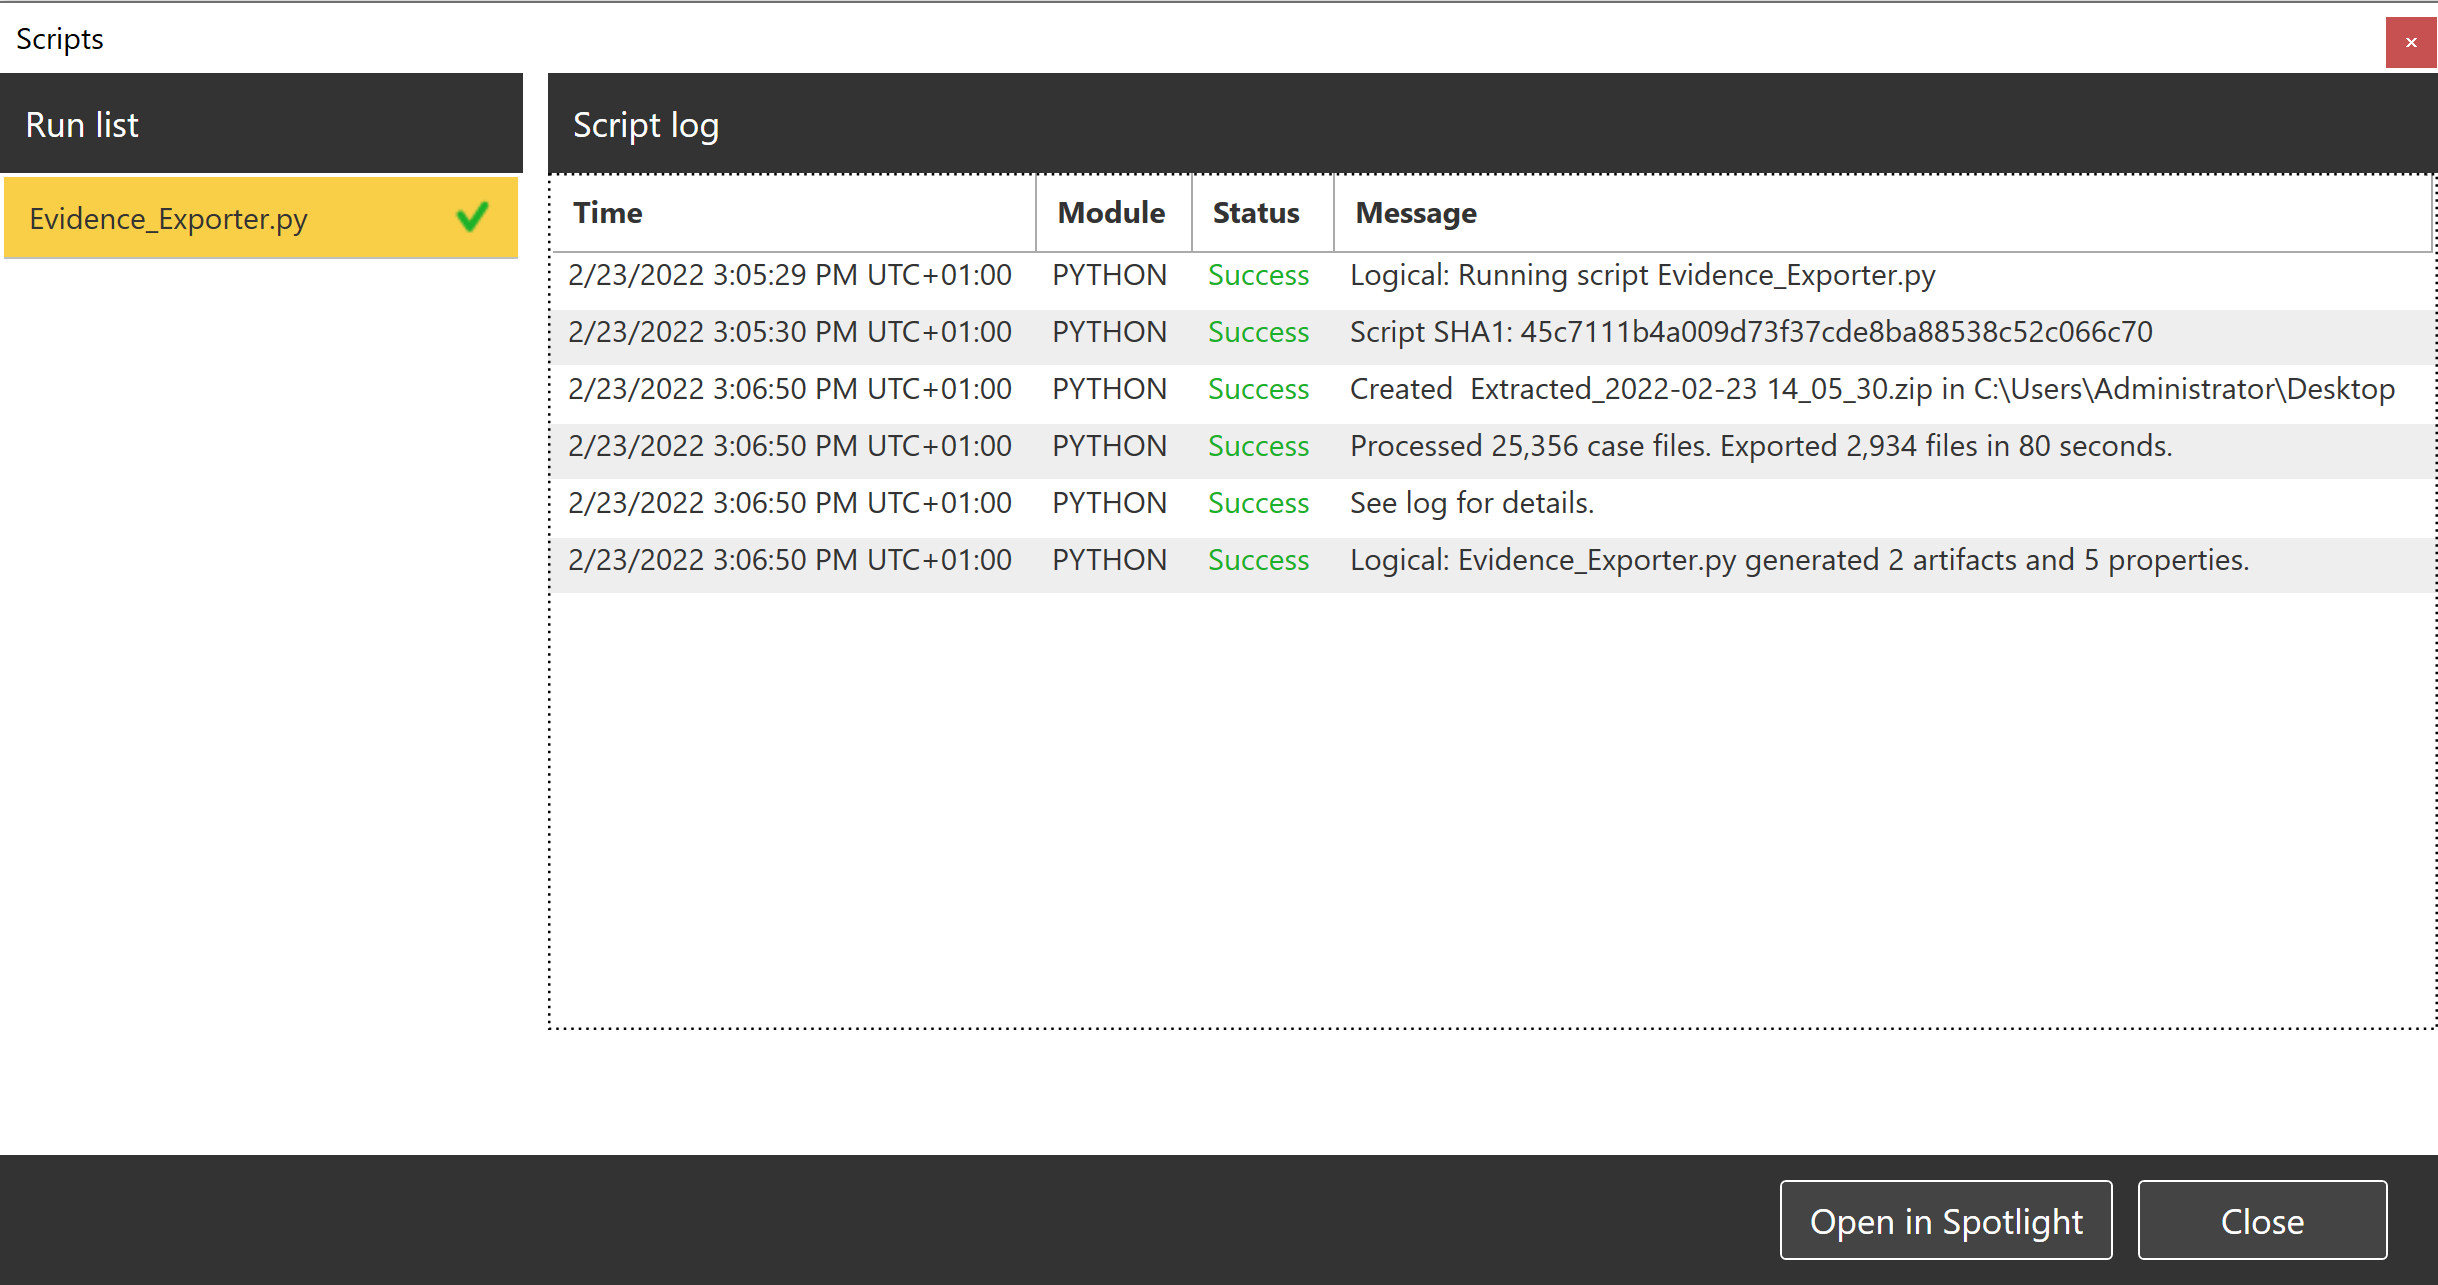 Scripts
×
Run list
Script log
Evidence_Exporter.py
Time Module Status Message
2/23/2022 3:05:29 PM UTC+01:00 PYTHON Success Logical: Running script Evidence_Exporter.py
2/23/2022 3:05:30 PM UTC+01:00 PYTHON Success Script SHA1: 45c7111b4a009d73f37cde8ba88538c52c066c70
2/23/2022 3:06:50 PM UTC+01:00 PYTHON Success Created  Extracted_2022-02-23 14_05_30.zip in C:\Users\Administrator\Desktop
2/23/2022 3:06:50 PM UTC+01:00 PYTHON Success Processed 25,356 case files. Exported 2,934 files in 80 seconds.
2/23/2022 3:06:50 PM UTC+01:00 PYTHON Success See log for details.
2/23/2022 3:06:50 PM UTC+01:00 PYTHON Success Logical: Evidence_Exporter.py generated 2 artifacts and 5 properties.
Open in Spotlight Close